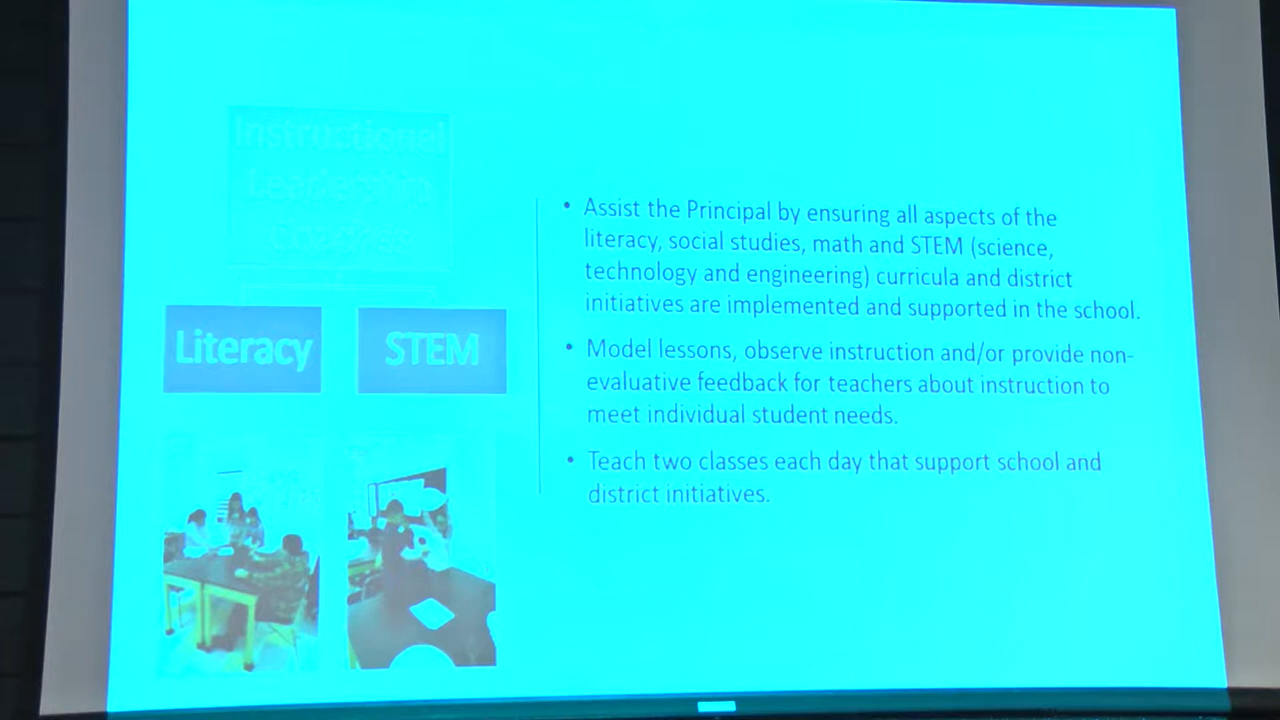 Instructional
Leadership
Coaches
Literacy
STEM
• Assist the Principal by ensuring all aspects of the
literacy, social studies, math and STEM (science,
technology and engineering) curricula and district
initiatives are implemented and supported in the school.
• Model lessons, observe instruction and/or provide non-
evaluative feedback for teachers about instruction to
meet individual student needs.
• Teach two classes each day that support school and
district initiatives.